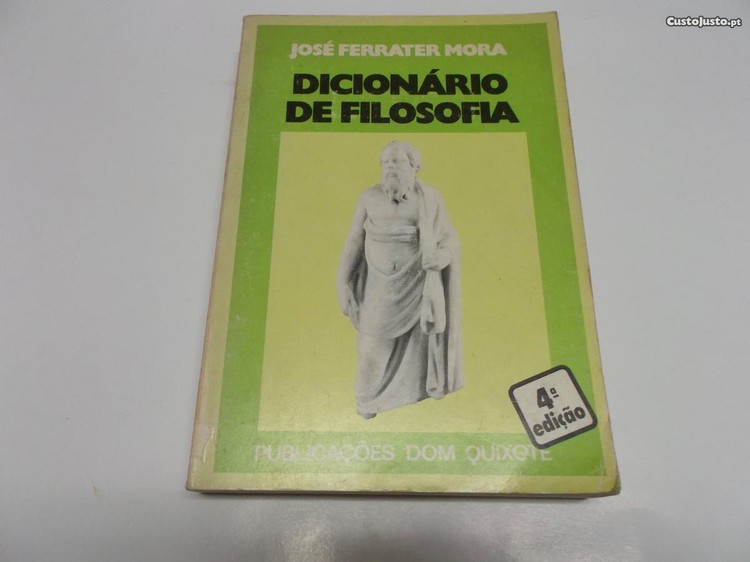 CustoJusto.pt
JOSÉ FERRATER MORA
DICIONÁRIO
DE FILOSOFIA
4ª
edição
PUBLICAÇÕES DOM QUIXOTE